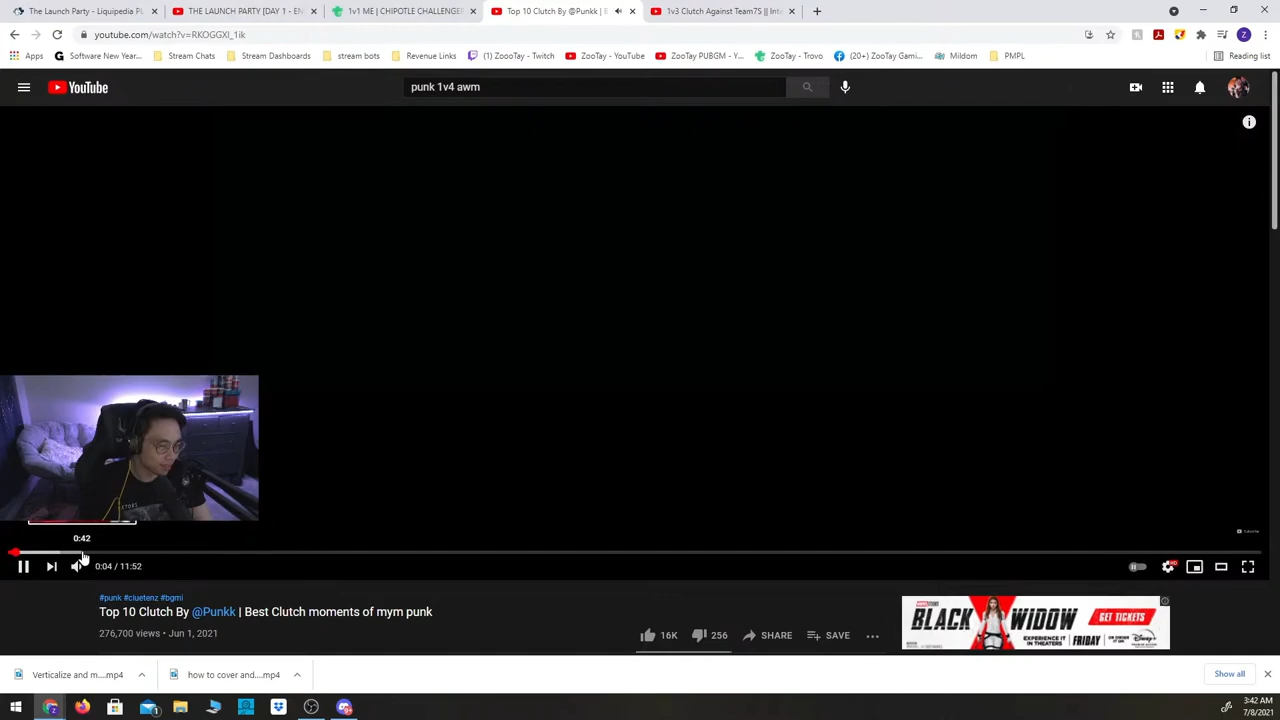 The Launch Party - Liquipedia PL
THE LAUNCH PARTY [DAY 1 - EN
1v1 ME | CHIPOTLE CHALLENGER
Top 10 Clutch By @Punkk | B
1v3 Clutch Against Team7S || Int
youtube.com/watch?v=RKOGGXl_1ik
Apps
Software New Year...
Stream Chats
Stream Dashboards
stream bots
Revenue Links
(1) ZooTay - Twitch
ZooTay - YouTube
ZooTay PUBGM - Y...
ZooTay - Trovo
(20+) ZooTay Gami...
Mildom
PMPL
Reading list
YouTube
punk 1v4 awm
0:42
0:04 / 11:52
#punk #cluetenz #bgmi
Top 10 Clutch By @Punkk | Best Clutch moments of mym punk
276,700 views • Jun 1, 2021
16K
256
SHARE
SAVE
BLACK WIDOW
GET TICKETS
EXPERIENCE IT IN THEATERS
FRIDAY
Disney+
Verticalize and m....mp4
how to cover and....mp4
Show all
3:42 AM
7/8/2021